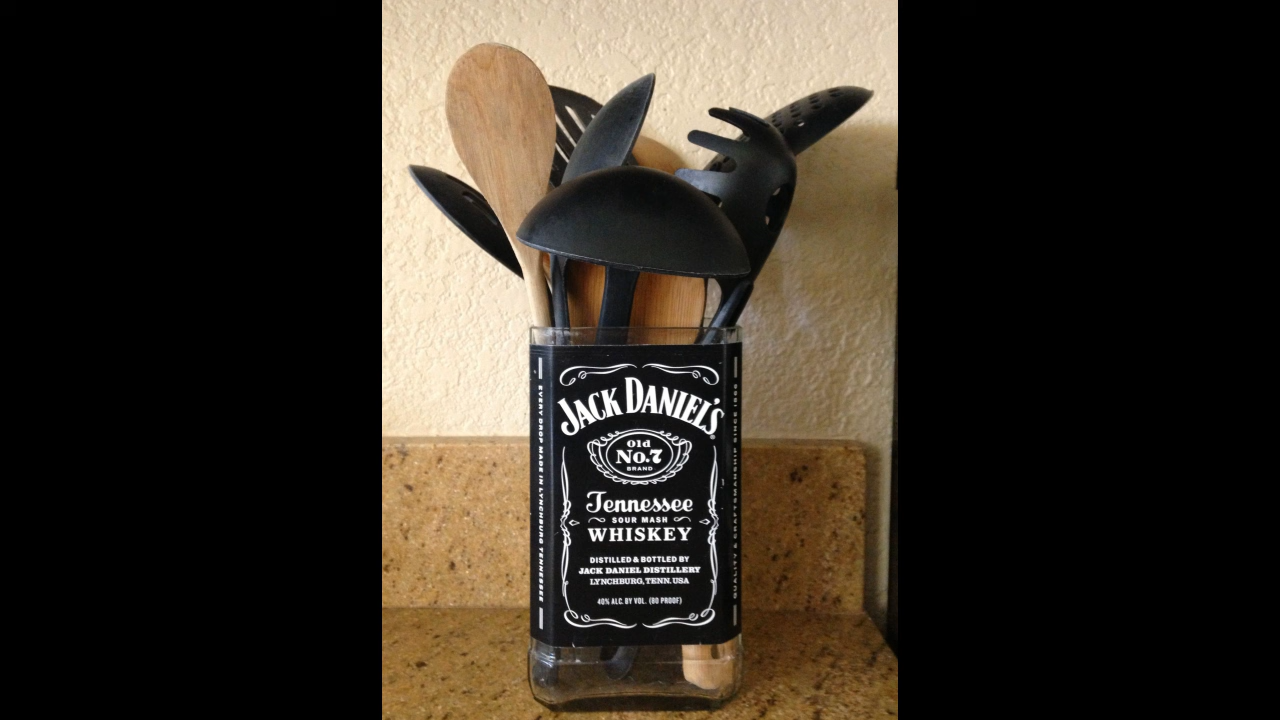 JACK DANIEL'S
Old
No.7
BRAND
Tennessee
SOUR MASH
WHISKEY
DISTILLED & BOTTLED BY
JACK DANIEL DISTILLERY
LYNCHBURG, TENN. USA
40% ALC. BY VOL. (80 PROOF)
EVERY DROP MADE IN LYNCHBURG TENNESSEE
QUALITY & CRAFTSMANSHIP SINCE 1866